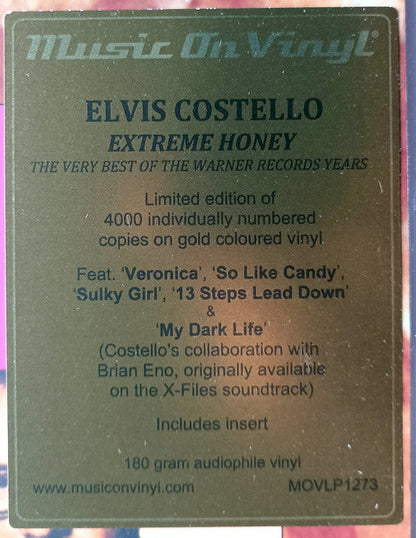 Music On Vinyl®
ELVIS COSTELLO
EXTREME HONEY
THE VERY BEST OF THE WARNER RECORDS YEARS
Limited edition of
4000 individually numbered
copies on gold coloured vinyl
Feat. 'Veronica', 'So Like Candy',
'Sulky Girl', '13 Steps Lead Down'
&
'My Dark Life'
(Costello's collaboration with
Brian Eno, originally available
on the X-Files soundtrack)
Includes insert
180 gram audiophile vinyl
www.musiconvinyl.com MOVLP1273